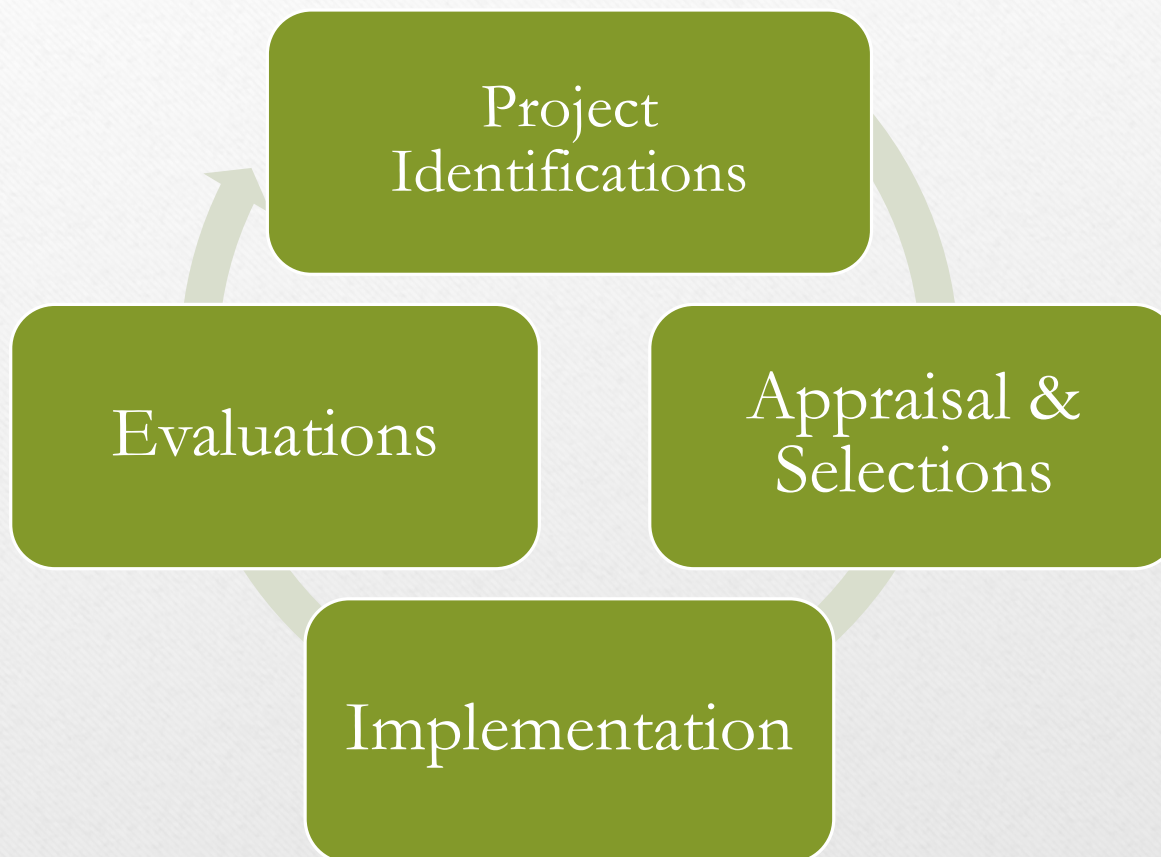 Project
Identifications
Appraisal &
Selections
Implementation
Evaluations